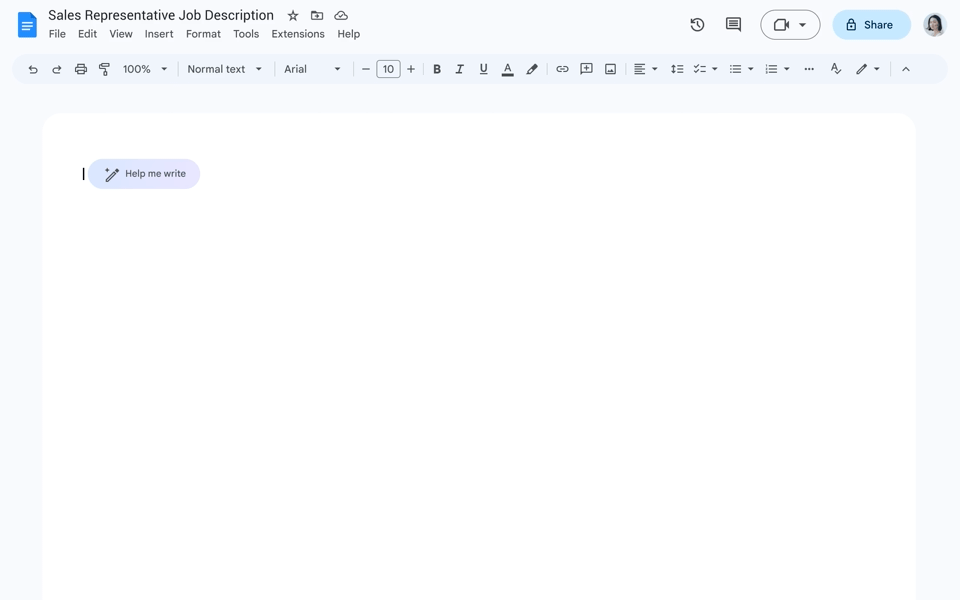 Sales Representative Job Description
File Edit View Insert Format Tools Extensions Help
Share
100% Normal text Arial 10 B I U A
Help me write